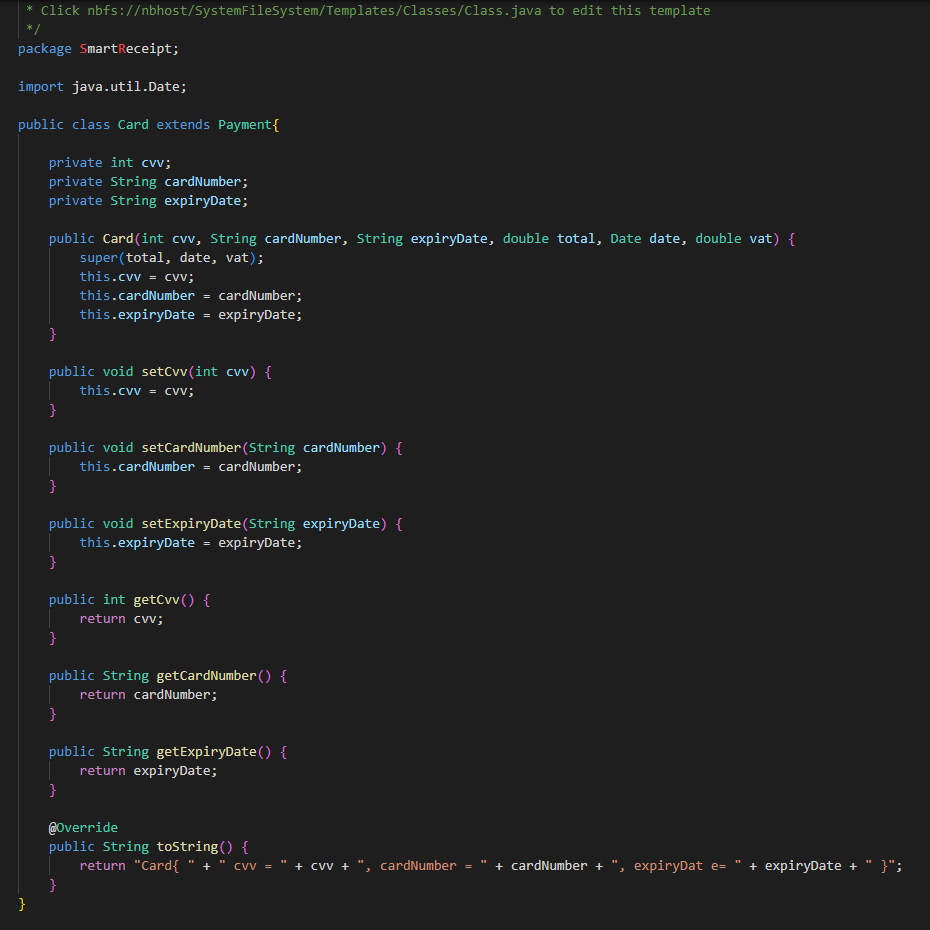 * Click nbfs://nbhost/SystemFileSystem/Templates/Classes/Class.java to edit this template
*/
package SmartReceipt;
import java.util.Date;
public class Card extends Payment{
private int cvv;
private String cardNumber;
private String expiryDate;
public Card(int cvv, String cardNumber, String expiryDate, double total, Date date, double vat) {
super(total, date, vat);
this.cvv = cvv;
this.cardNumber = cardNumber;
this.expiryDate = expiryDate;
}
public void setCvv(int cvv) {
this.cvv = cvv;
}
public void setCardNumber(String cardNumber) {
this.cardNumber = cardNumber;
}
public void setExpiryDate(String expiryDate) {
this.expiryDate = expiryDate;
}
public int getCvv() {
return cvv;
}
public String getCardNumber() {
return cardNumber;
}
public String getExpiryDate() {
return expiryDate;
}
@Override
public String toString() {
return "Card{ " + " cvv = " + cvv + ", cardNumber = " + cardNumber + ", expiryDat e= " + expiryDate + " }";
}
}